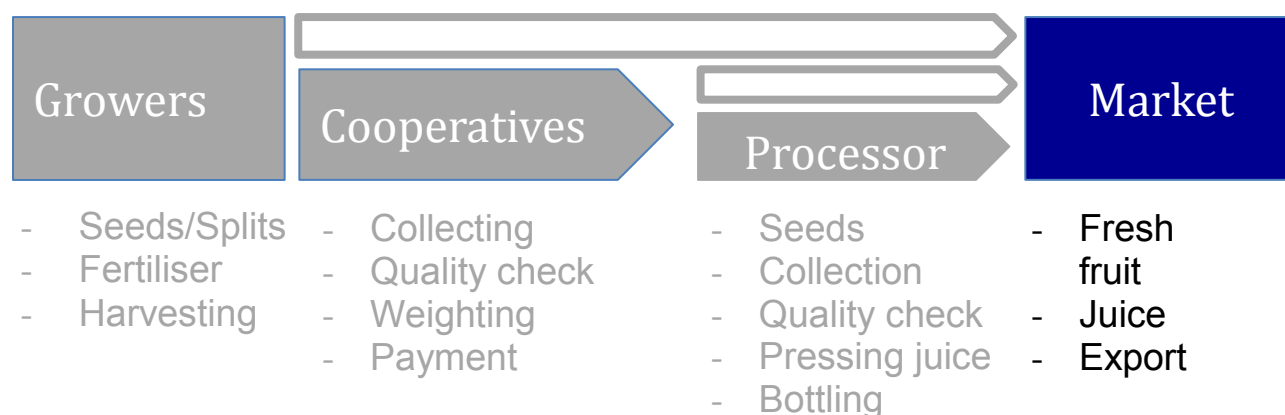 Growers
Cooperatives
Processor
Market
- Seeds/Splits
- Fertiliser
- Harvesting
- Collecting
- Quality check
- Weighting
- Payment
- Seeds
- Collection
- Quality check
- Pressing juice
- Bottling
- Fresh
fruit
- Juice
- Export